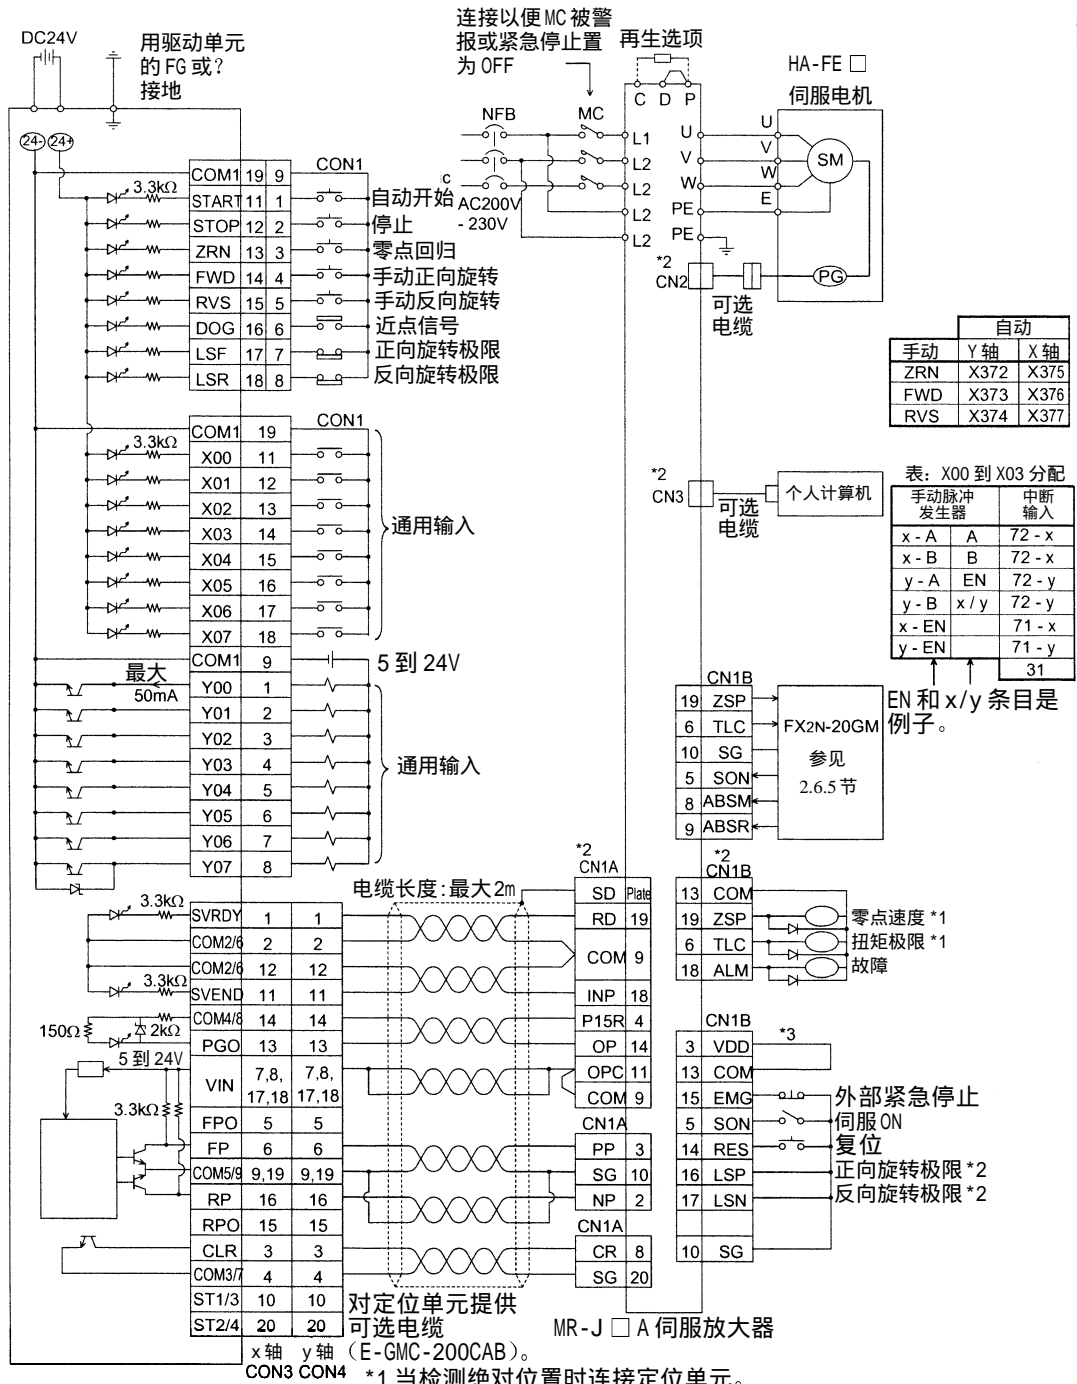 DC24V
用驱动单元
的 FG 或?
接地
24-
24+
连接以便 MC 被警
报或紧急停止置
为 OFF
再生选项
C D P
HA-FE □
伺服电机
NFB
MC
L1
L2
L2
L2
L2
AC200V
- 230V
U
V
W
PE
PE
U
V
W
E
SM
*2
CN2
可选
电缆
PG
3.3kΩ
CON1
COM1 19 9
START 11 1 自动开始
STOP 12 2 停止
ZRN 13 3 零点回归
FWD 14 4 手动正向旋转
RVS 15 5 手动反向旋转
DOG 16 6 近点信号
LSF 17 7 正向旋转极限
LSR 18 8 反向旋转极限
自动
手动 Y 轴 X 轴
ZRN X372 X375
FWD X373 X376
RVS X374 X377
3.3kΩ
CON1
COM1 19
X00 11
X01 12
X02 13
X03 14
X04 15
X05 16
X06 17
X07 18
通用输入
*2
CN3
可选
电缆
个人计算机
表: X00 到 X03 分配
手动脉冲
发生器
中断
输入
x - A A 72 - x
x - B B 72 - x
y - A EN 72 - y
y - B x / y 72 - y
x - EN 71 - x
y - EN 71 - y
31
EN 和 x/y 条目是
例子。
COM1 9 5 到 24V
最大
50mA
Y00 1
Y01 2
Y02 3
Y03 4
Y04 5
Y05 6
Y06 7
Y07 8
通用输入
CN1B
19 ZSP
6 TLC
10 SG
5 SON
8 ABSM
9 ABSR
FX2N-20GM
参见
2.6.5 节
电缆长度:最大 2m
3.3kΩ
SVRDY 1 1
COM2/6 2 2
COM2/6 12 12
3.3kΩ
SVEND 11 11
COM4/8 14 14
150Ω
2kΩ
PGO 13 13
5 到 24V
VIN 7,8, 7,8,
17,18 17,18
3.3kΩ
FPO 5 5
FP 6 6
COM5/9 9,19 9,19
RP 16 16
RPO 15 15
CLR 3 3
COM3/7 4 4
ST1/3 10 10
ST2/4 20 20
x 轴 y 轴
CON3 CON4
*2
CN1A
SD Plate
RD 19
COM 9
INP 18
P15R 4
OP 14
OPC 11
COM 9
CN1A
PP 3
SG 10
NP 2
CN1A
CR 8
SG 20
*2
CN1B
13 COM
19 ZSP 零点速度 *1
6 TLC 扭矩极限 *1
18 ALM 故障
CN1B
*3
3 VDD
13 COM
15 EMG 外部紧急停止
5 SON 伺服 ON
14 RES 复位
16 LSP 正向旋转极限 *2
17 LSN 反向旋转极限 *2
10 SG
对定位单元提供
可选电缆
(E-GMC-200CAB)。
MR-J □ A 伺服放大器
*1 当检测绝对位置时连接定位单元。